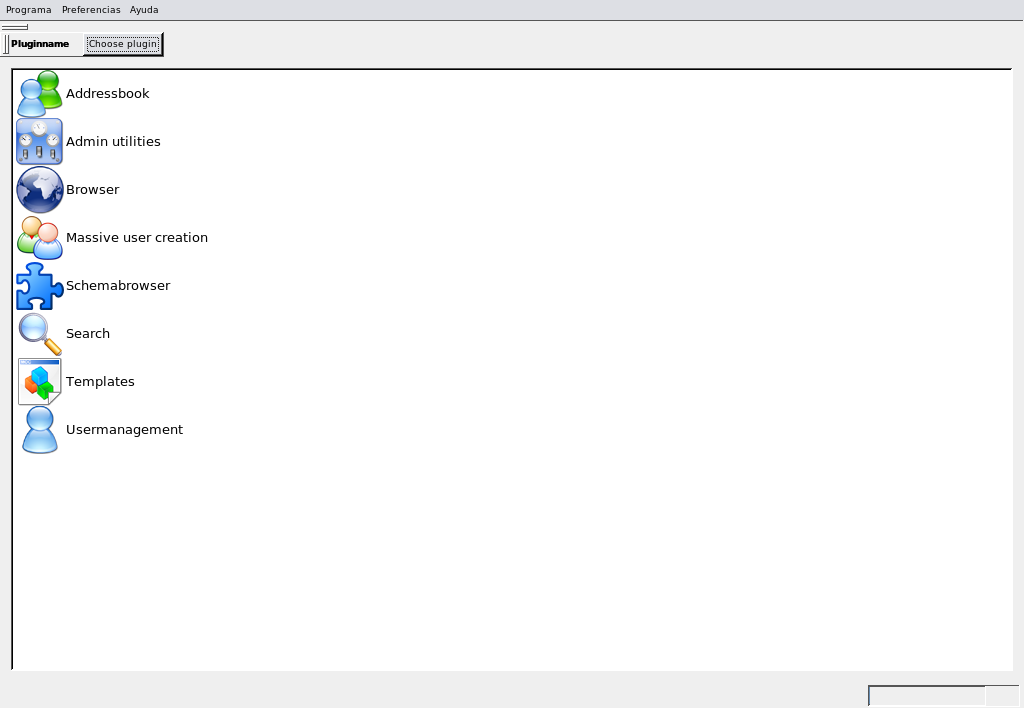 Programa Preferencias Ayuda
Pluginname Choose plugin
Addressbook
Admin utilities
Browser
Massive user creation
Schemabrowser
Search
Templates
Usermanagement